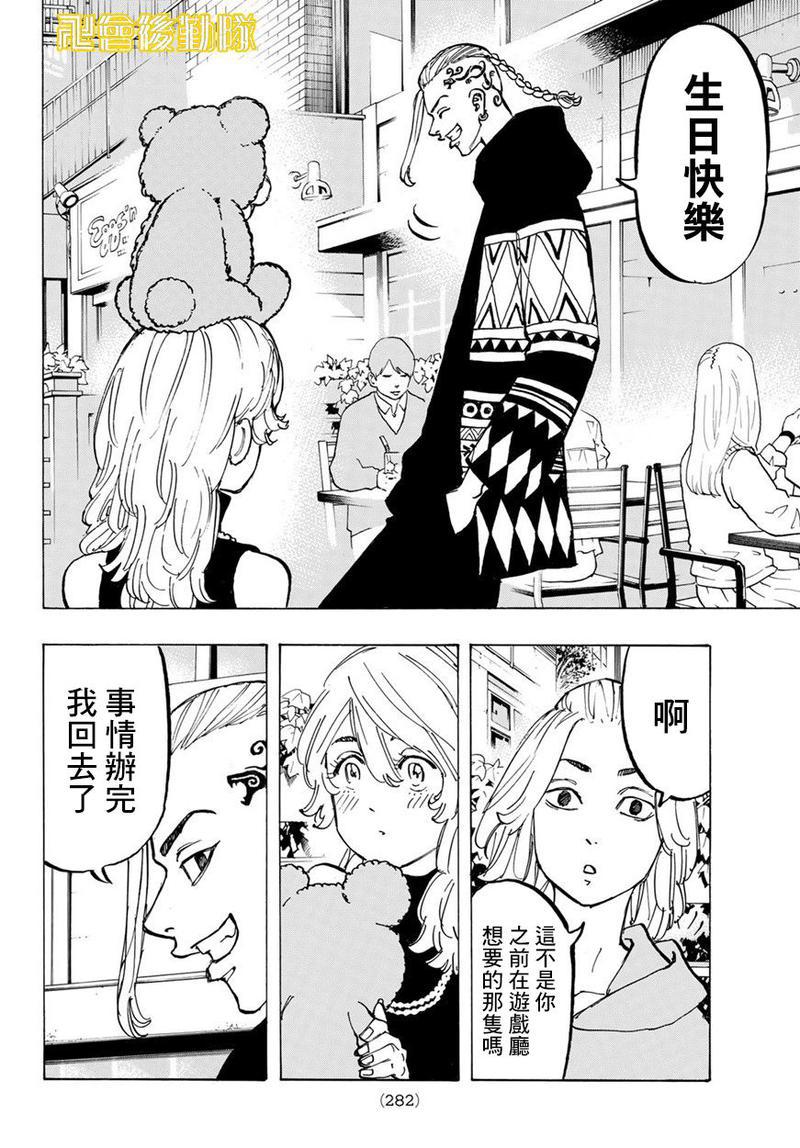 卍會後勤隊
生日快樂
啊
這不是你
之前在遊戲廳
想要的那隻嗎
事情辦完
我回去了
(282)